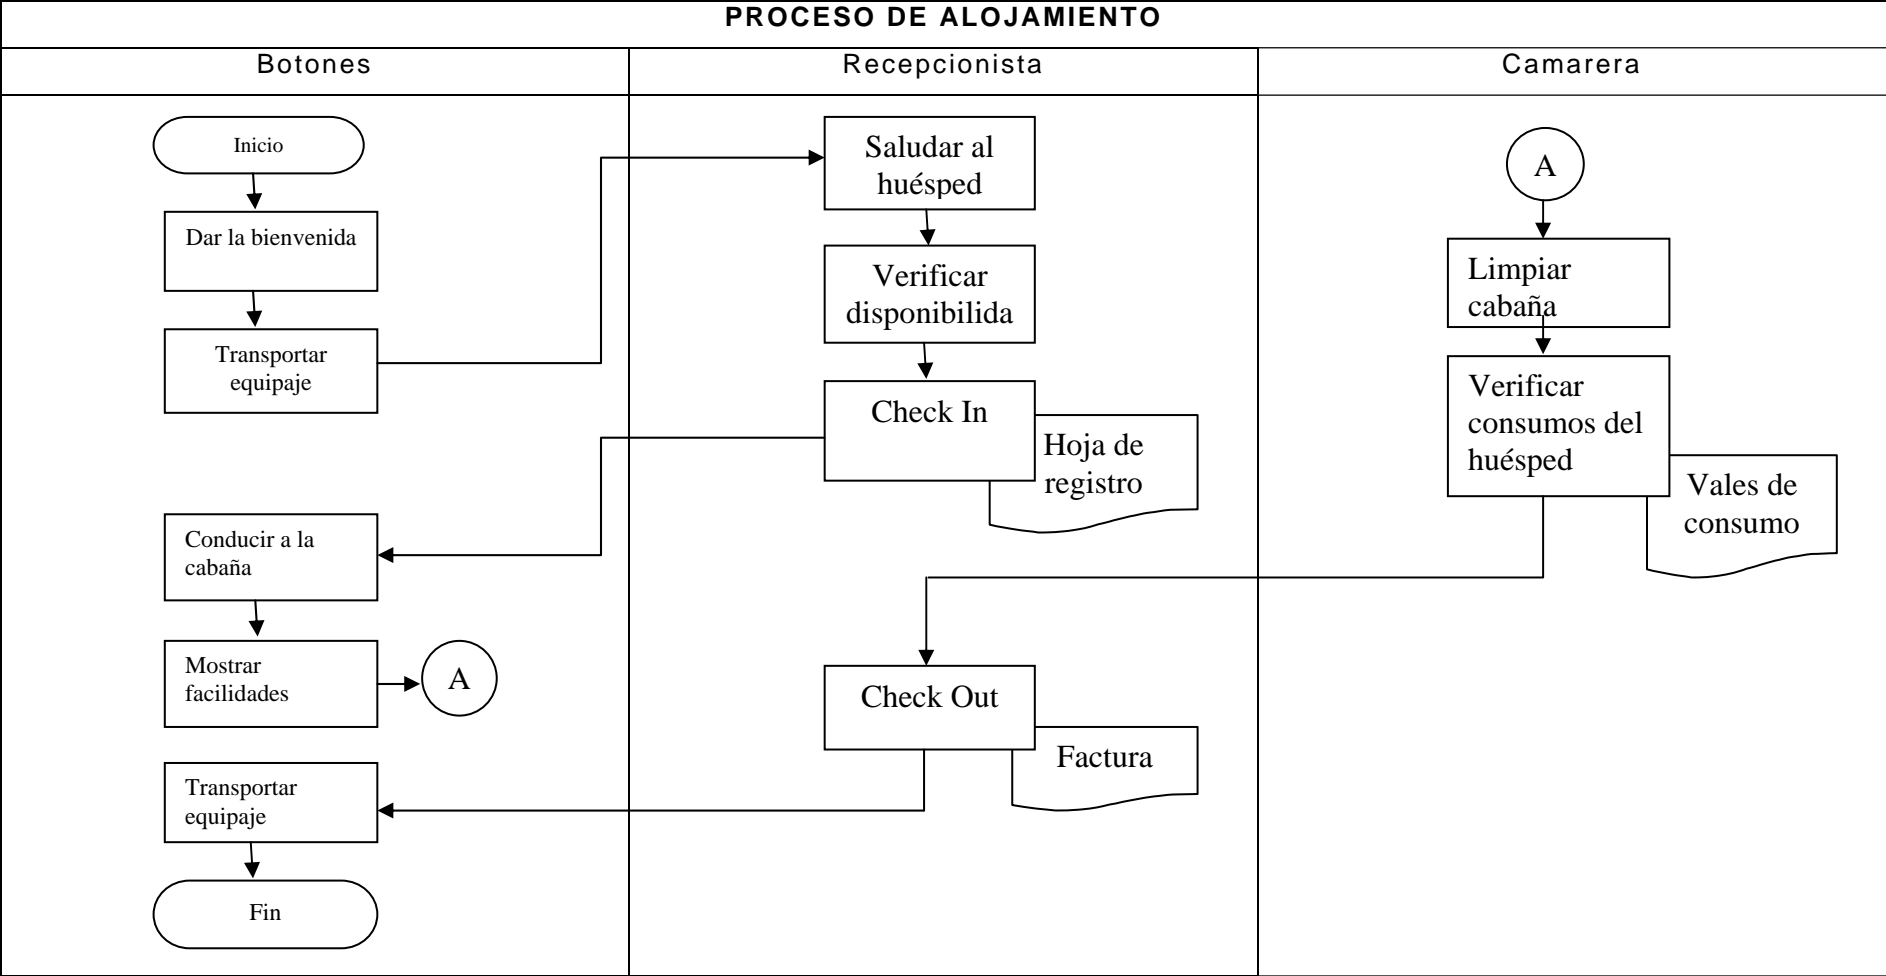 PROCESO DE ALOJAMIENTO
Botones
Recepcionista
Camarera
Inicio
Dar la bienvenida
Transportar
equipaje
Saludar al
huésped
Verificar
disponibilida
Check In
Hoja de
registro
Conducir a la
cabaña
Mostrar
facilidades
A
A
Limpiar
cabaña
Verificar
consumos del
huésped
Vales de
consumo
Check Out
Factura
Transportar
equipaje
Fin